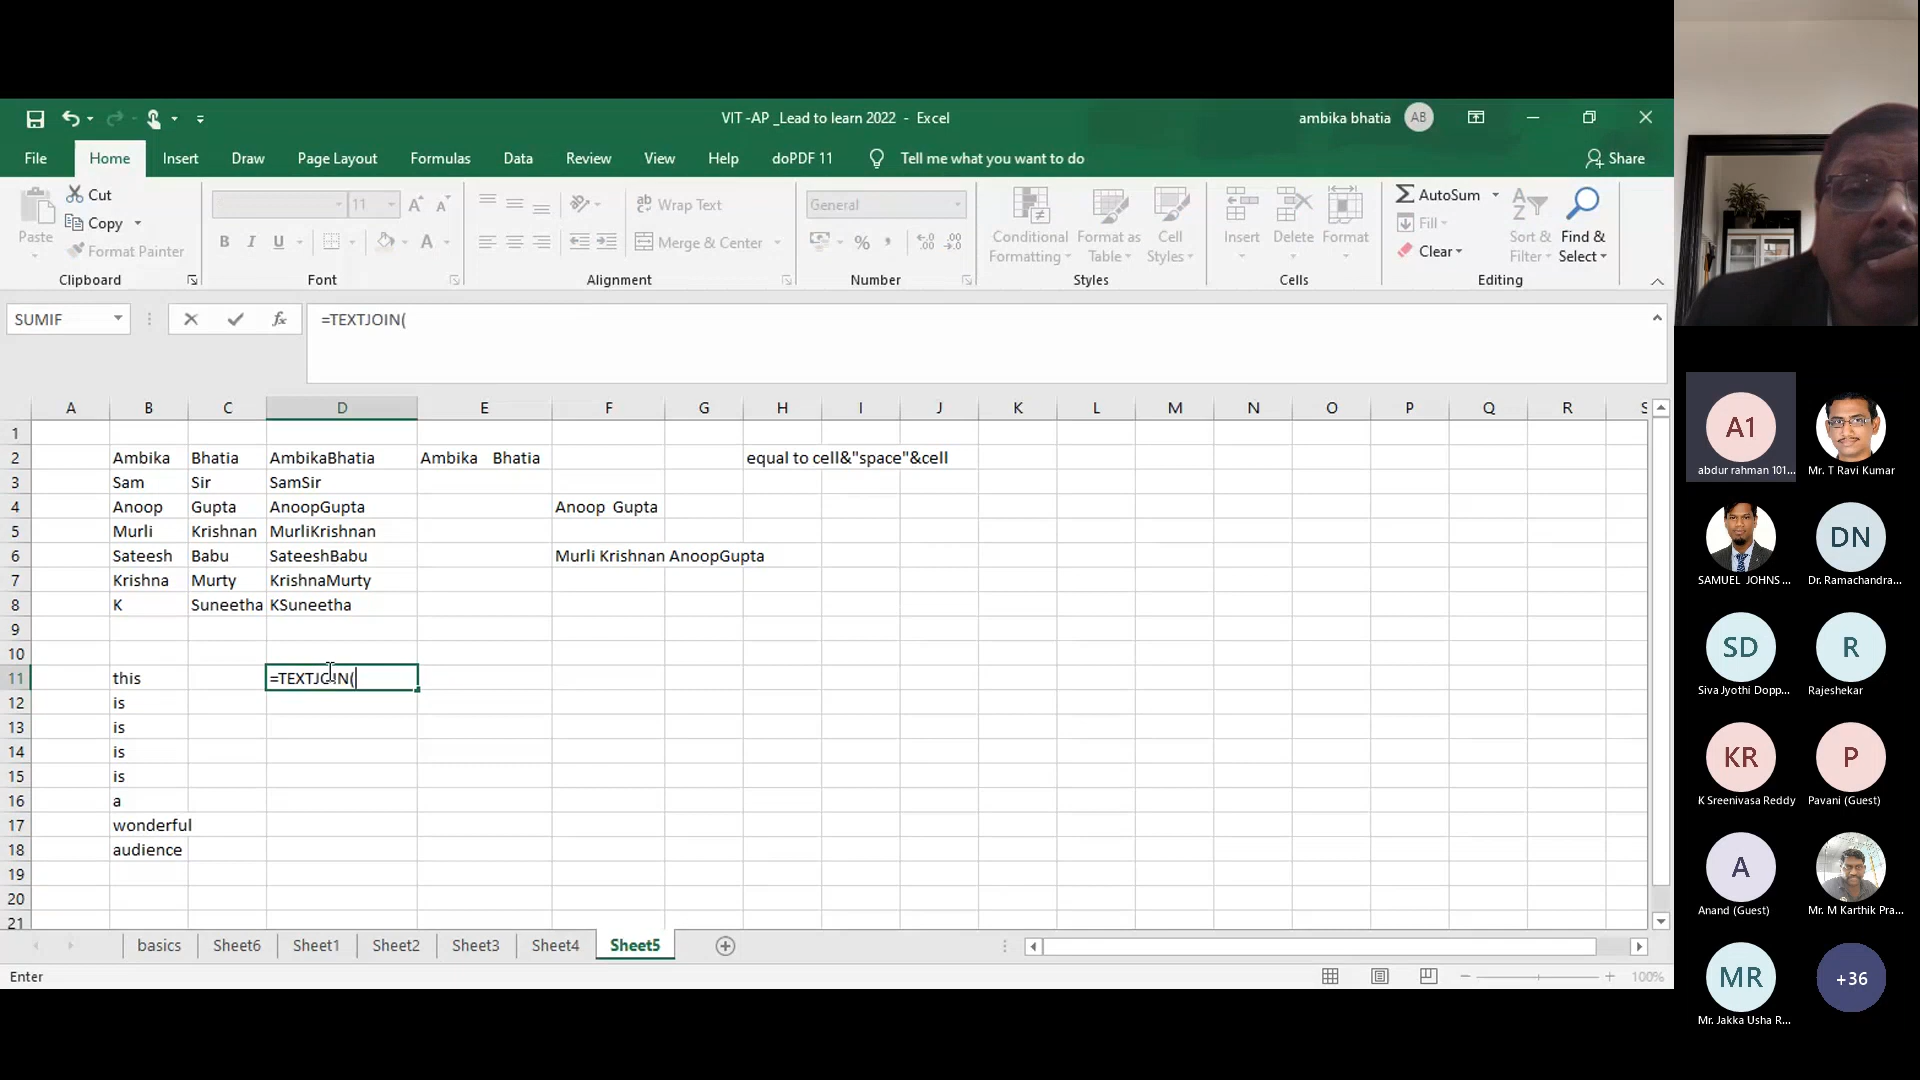 VIT -AP _Lead to learn 2022 - Excel
ambika bhatia AB
File Home Insert Draw Page Layout Formulas Data Review View Help doPDF 11 Tell me what you want to do Share
Paste
Cut
Copy
Format Painter
Clipboard
11
B I U
Font
Wrap Text
Merge & Center
Alignment
General
%
Number
Conditional Formatting
Format as Table
Cell Styles
Styles
Insert Delete Format
Cells
AutoSum
Fill
Clear
Sort & Filter
Find & Select
Editing
SUMIF fx =TEXTJOIN(
A B C D E F G H I J K L M N O P Q R S
1
2 Ambika Bhatia AmbikaBhatia Ambika Bhatia equal to cell&"space"&cell
3 Sam Sir SamSir
4 Anoop Gupta AnoopGupta Anoop Gupta
5 Murli Krishnan MurliKrishnan
6 Sateesh Babu SateeshBabu Murli Krishnan AnoopGupta
7 Krishna Murty KrishnaMurty
8 K Suneetha KSuneetha
9
10
11 this =TEXTJOIN(
12 is
13 is
14 is
15 is
16 a
17 wonderful
18 audience
19
20
21
basics Sheet6 Sheet1 Sheet2 Sheet3 Sheet4 Sheet5
Enter 100%
A1
abdur rahman 101... Mr. T Ravi Kumar
DN
SAMUEL JOHNS ... Dr. Ramachandra...
SD R
Siva Jyothi Dopp... Rajeshekar
KR P
K Sreenivasa Reddy Pavani (Guest)
A
Anand (Guest) Mr. M Karthik Pra...
MR +36
Mr. Jakka Usha R...